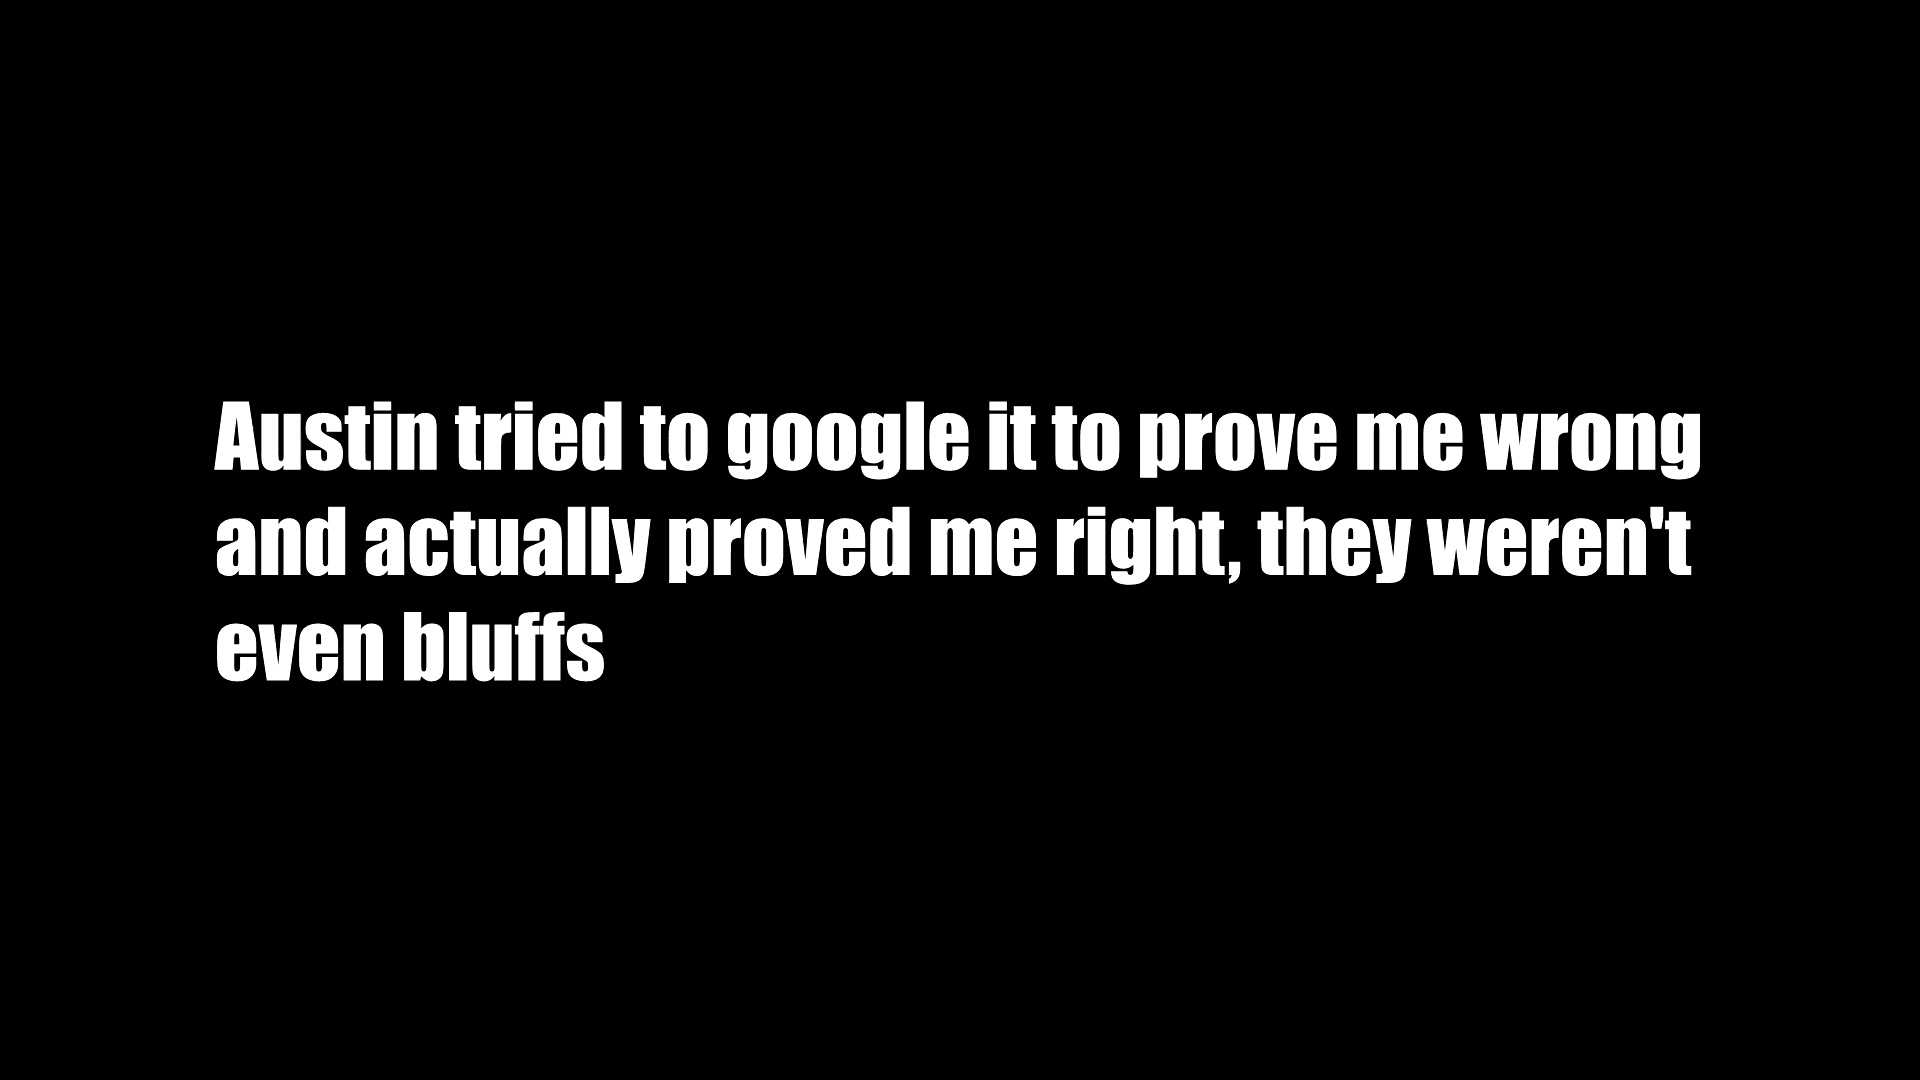 Austin tried to google it to prove me wrong
and actually proved me right, they weren't
even bluffs